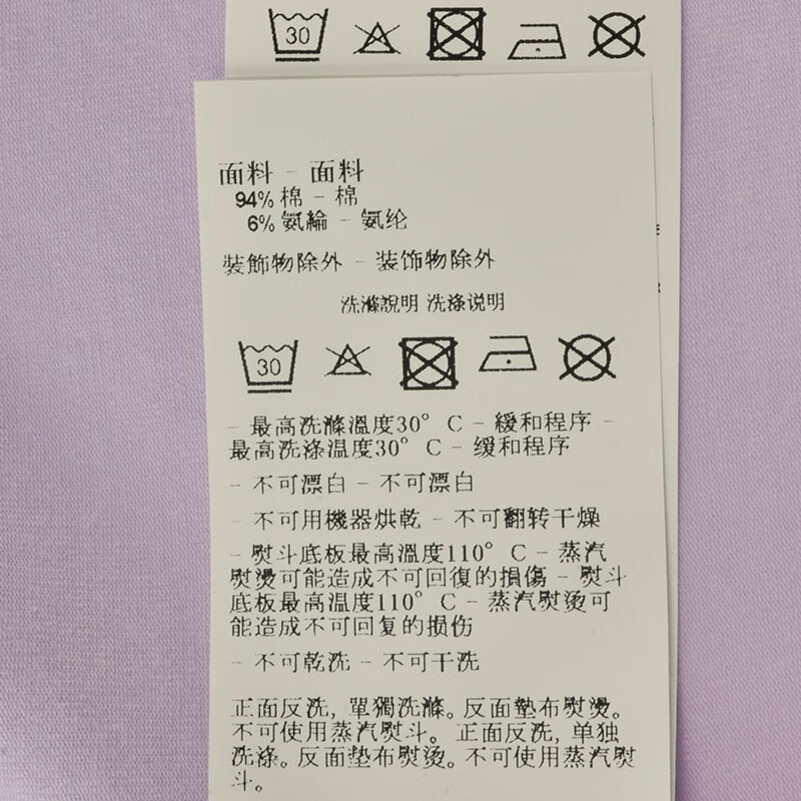 30
面料 - 面料
94% 棉 - 棉
6% 氨綸 - 氨纶
裝飾物除外 - 装饰物除外
洗滌說明 洗涤说明
30
- 最高洗滌溫度30° C - 緩和程序 -
最高洗涤温度30° C - 缓和程序
- 不可漂白 - 不可漂白
- 不可用機器烘乾 - 不可翻转干燥
- 熨斗底板最高溫度110° C - 蒸汽
熨燙可能造成不可回復的損傷 - 熨斗
底板最高温度110° C - 蒸汽熨烫可
能造成不可回复的损伤
- 不可乾洗 - 不可干洗
正面反洗, 單獨洗滌。反面墊布熨燙。
不可使用蒸汽熨斗。 正面反洗, 单独
洗涤。反面垫布熨烫。不可使用蒸汽熨
斗。